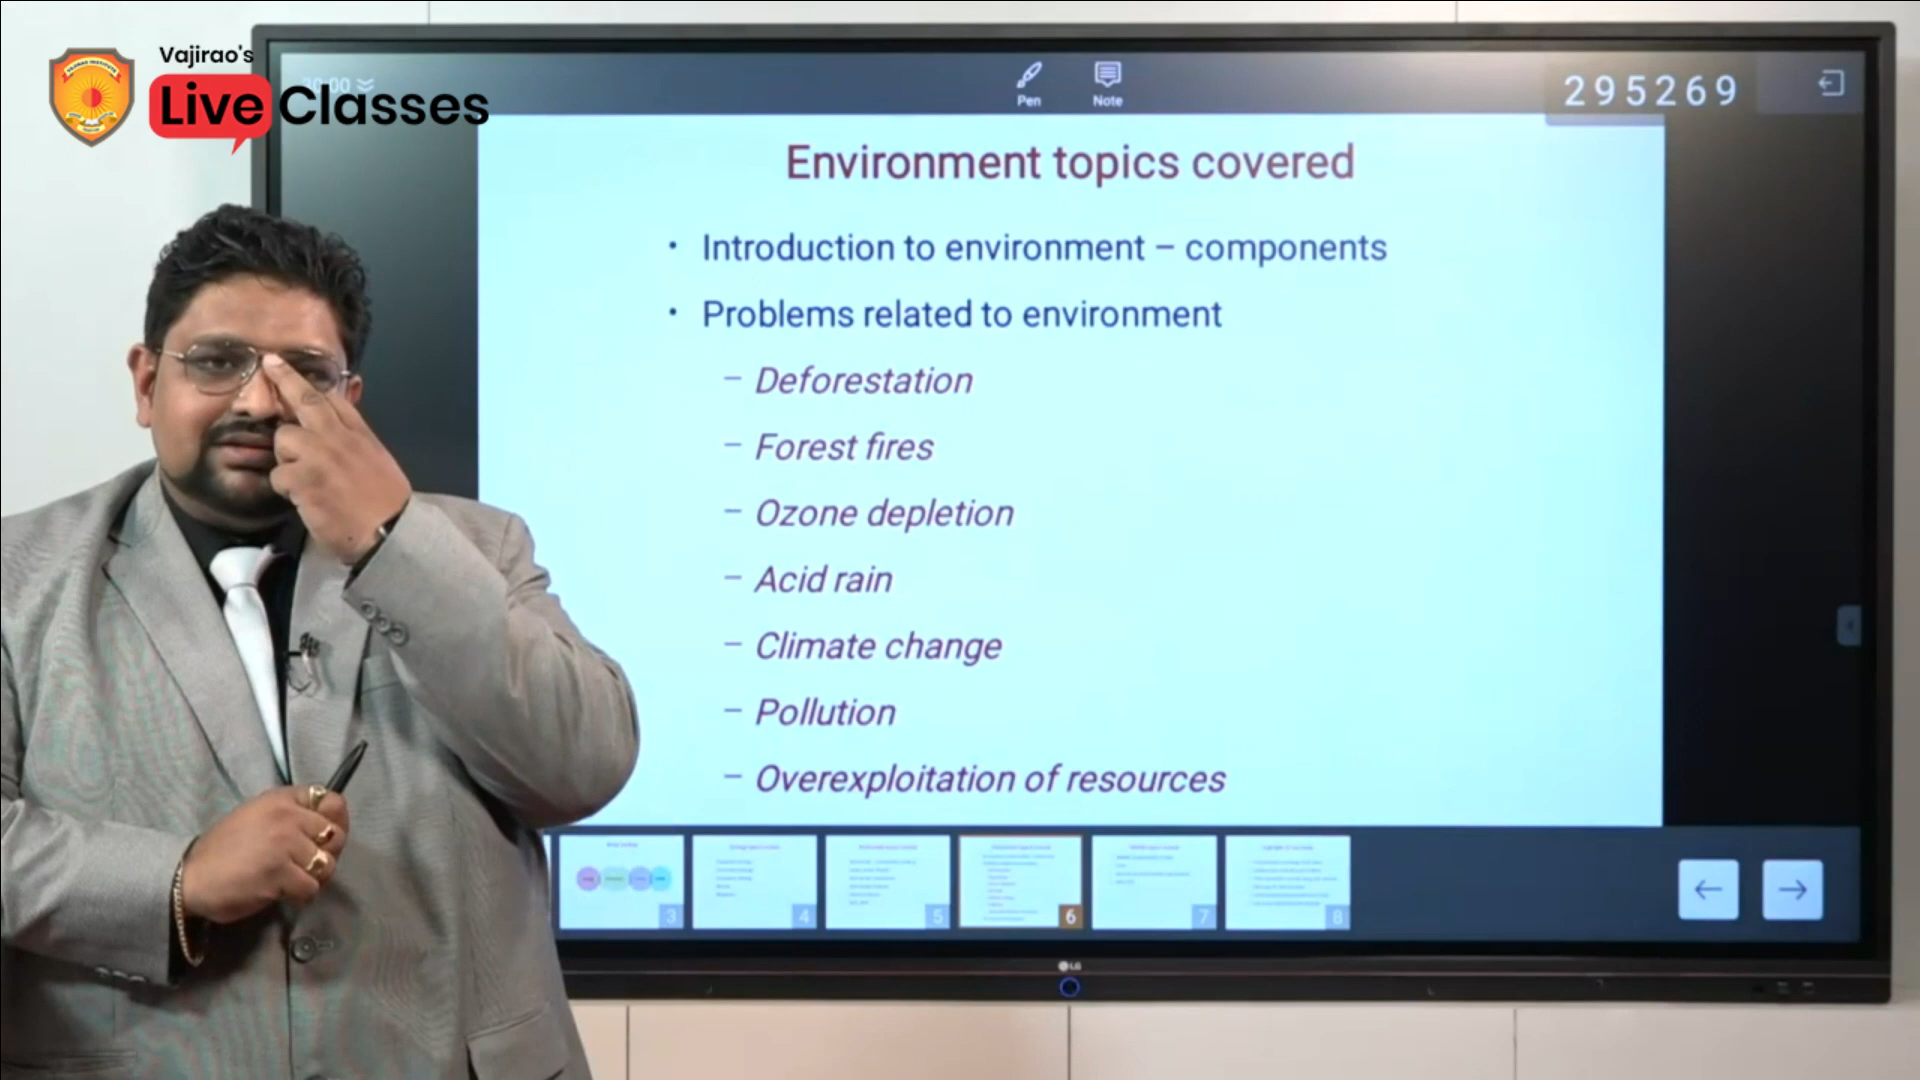 Vajirao's
Live Classes
Pen
Note
295269
Environment topics covered
• Introduction to environment – components
• Problems related to environment
– Deforestation
– Forest fires
– Ozone depletion
– Acid rain
– Climate change
– Pollution
– Overexploitation of resources
3
4
5
6
7
8
LG